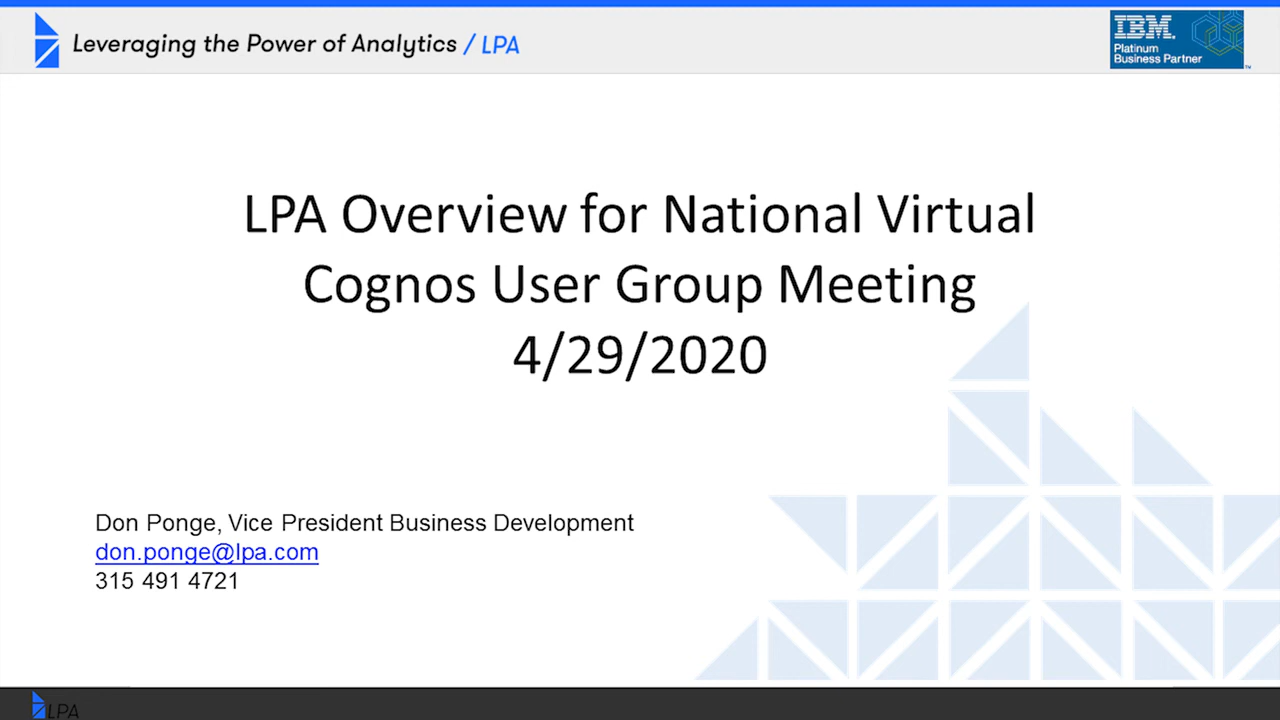 Leveraging the Power of Analytics / LPA
IBM
Platinum
Business Partner
TM
LPA Overview for National Virtual
Cognos User Group Meeting
4/29/2020
Don Ponge, Vice President Business Development
don.ponge@lpa.com
315 491 4721
LPA